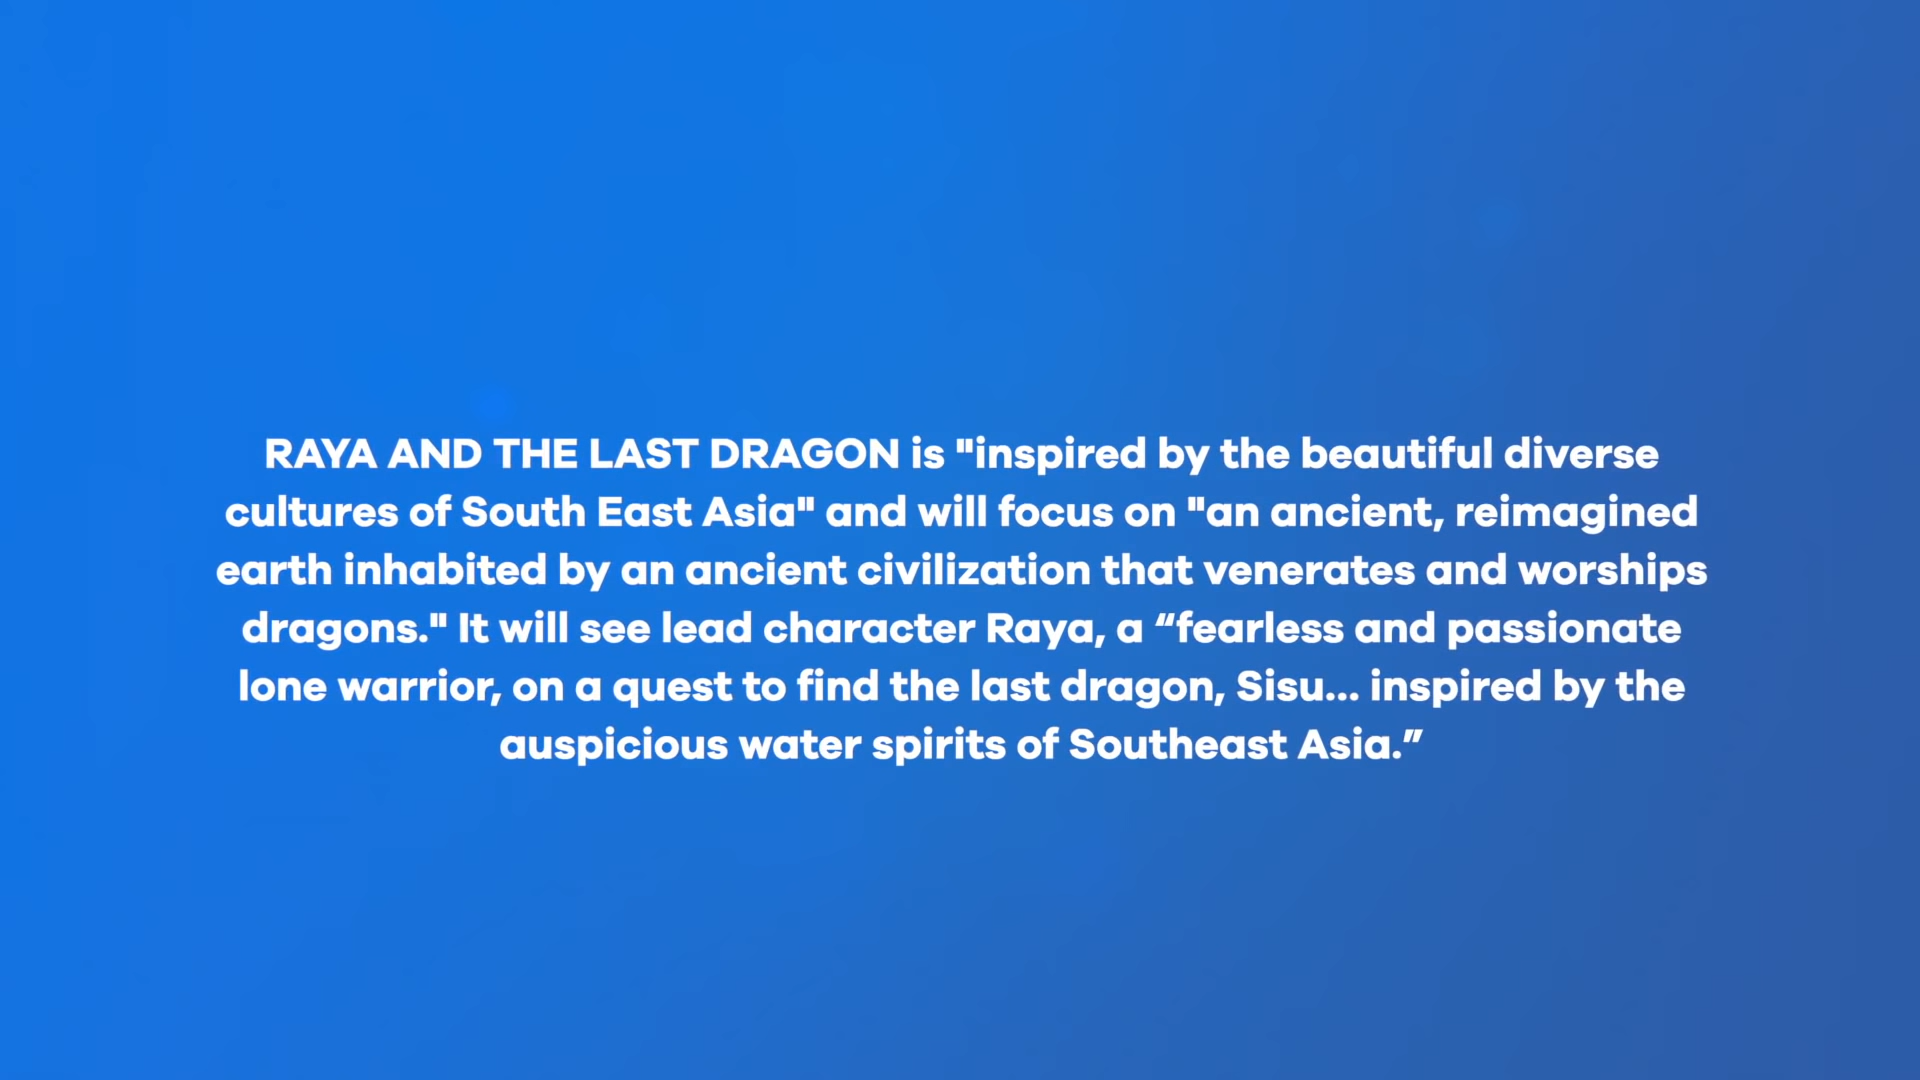 RAYA AND THE LAST DRAGON is "inspired by the beautiful diverse
cultures of South East Asia" and will focus on "an ancient, reimagined
earth inhabited by an ancient civilization that venerates and worships
dragons." It will see lead character Raya, a “fearless and passionate
lone warrior, on a quest to find the last dragon, Sisu... inspired by the
auspicious water spirits of Southeast Asia.”